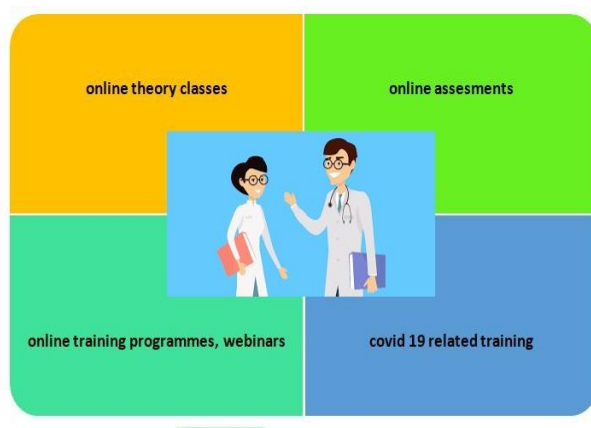 online theory classes
online assesments
online training programmes, webinars
covid 19 related training